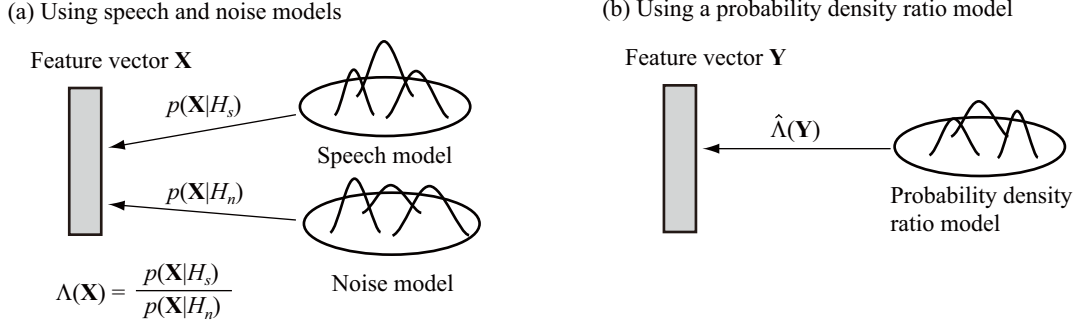 (a) Using speech and noise models
Feature vector X
p(X|Hₛ)
Speech model
p(X|Hₙ)
Noise model
Λ(X) = p(X|Hₛ) / p(X|Hₙ)
(b) Using a probability density ratio model
Feature vector Y
Λ̂(Y)
Probability density
ratio model